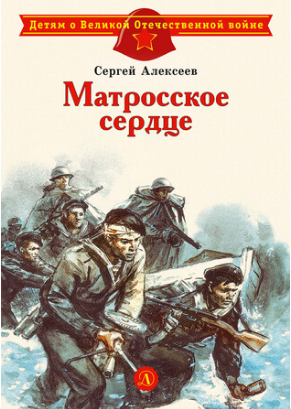 Детям о Великой Отечественной войне
Сергей Алексеев
Матросское
сердце